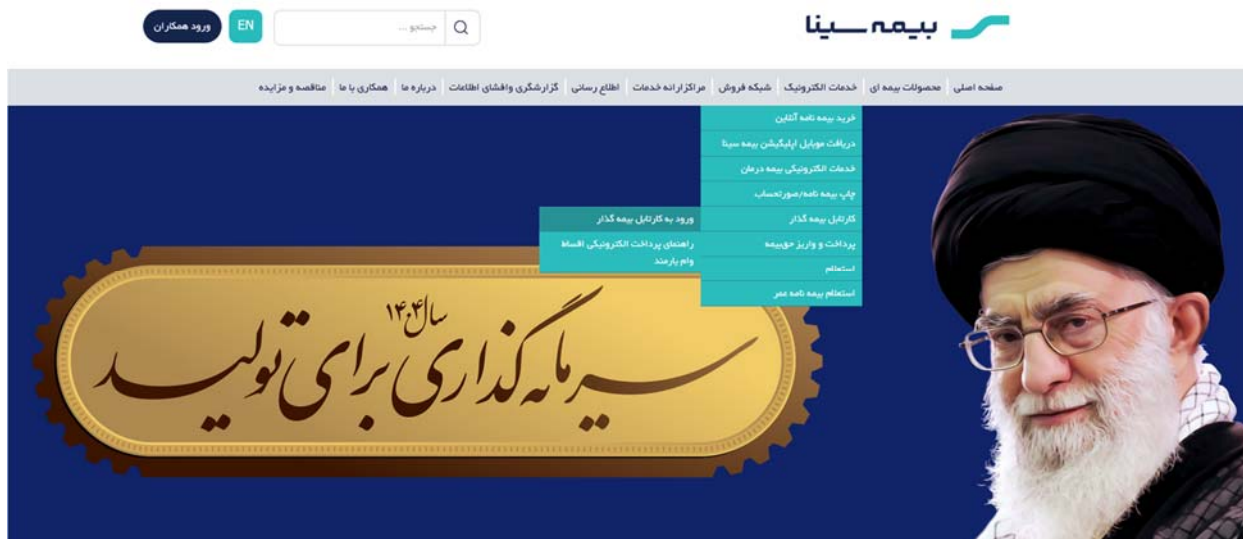 بیمه سینا
جستجو ...
EN
ورود همکاران
صفحه اصلی
محصولات بیمه ای
خدمات الکترونیک
شبکه فروش
مراکز ارائه خدمات
اطلاع رسانی
گزارشگری وافشای اطلاعات
درباره ما
همکاری با ما
مناقصه و مزایده
خرید بیمه نامه آنلاین
دریافت موبایل اپلیکیشن بیمه سینا
خدمات الکترونیکی بیمه درمان
چاپ بیمه نامه/صورتحساب
کارتابل بیمه گذار
ورود به کارتابل بیمه گذار
راهنمای پرداخت الکترونیکی اقساط
وام یارمند
پرداخت و واریز حق‌بیمه
استعلام
استعلام بیمه نامه عمر
سال ۱۴۰۴
سرمایه‌گذاری برای تولید